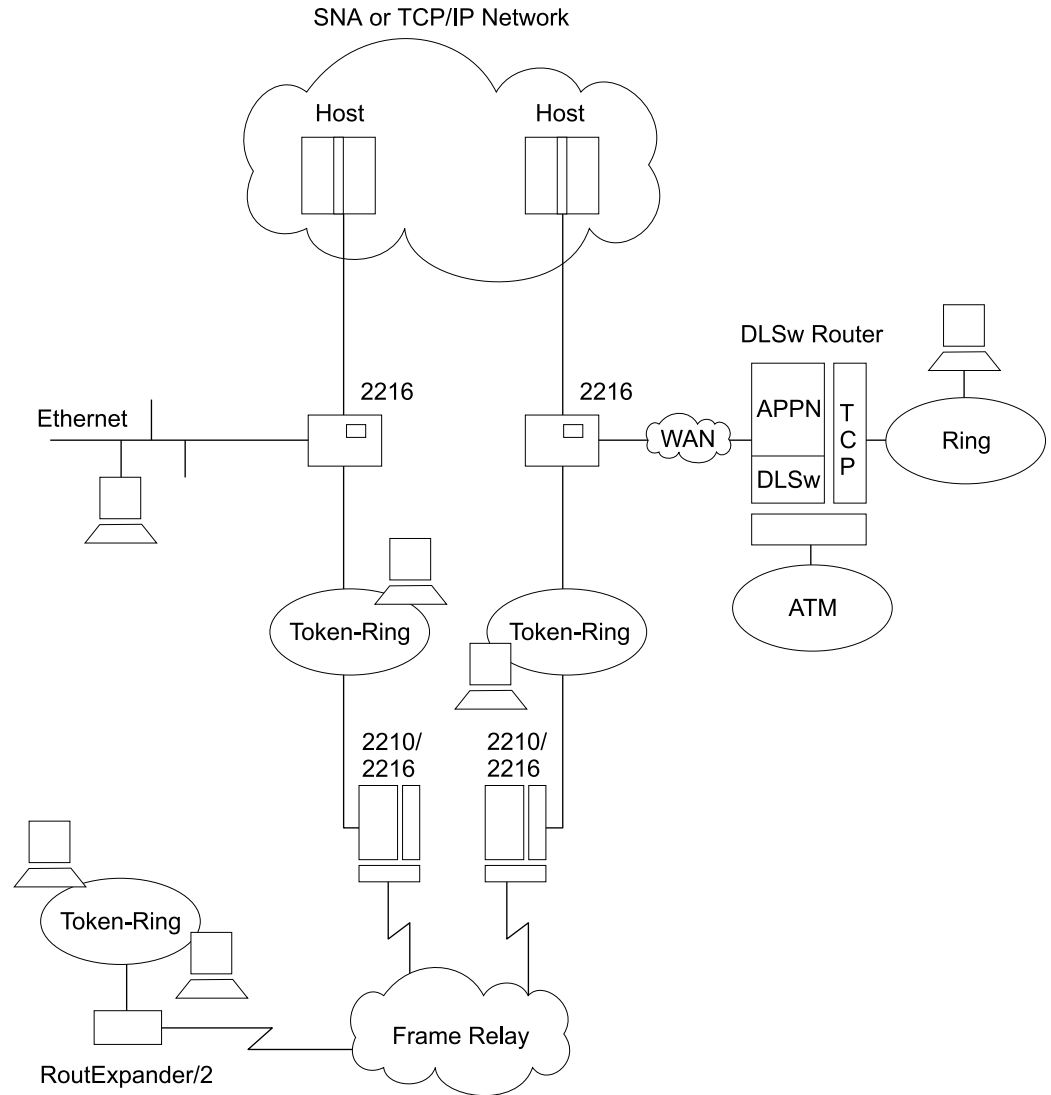 SNA or TCP/IP Network
Host
Host
DLSw Router
2216
2216
Ethernet
APPN
DLSw
T
C
P
WAN
Ring
ATM
Token-Ring
Token-Ring
2210/
2216
2210/
2216
Token-Ring
Frame Relay
RoutExpander/2